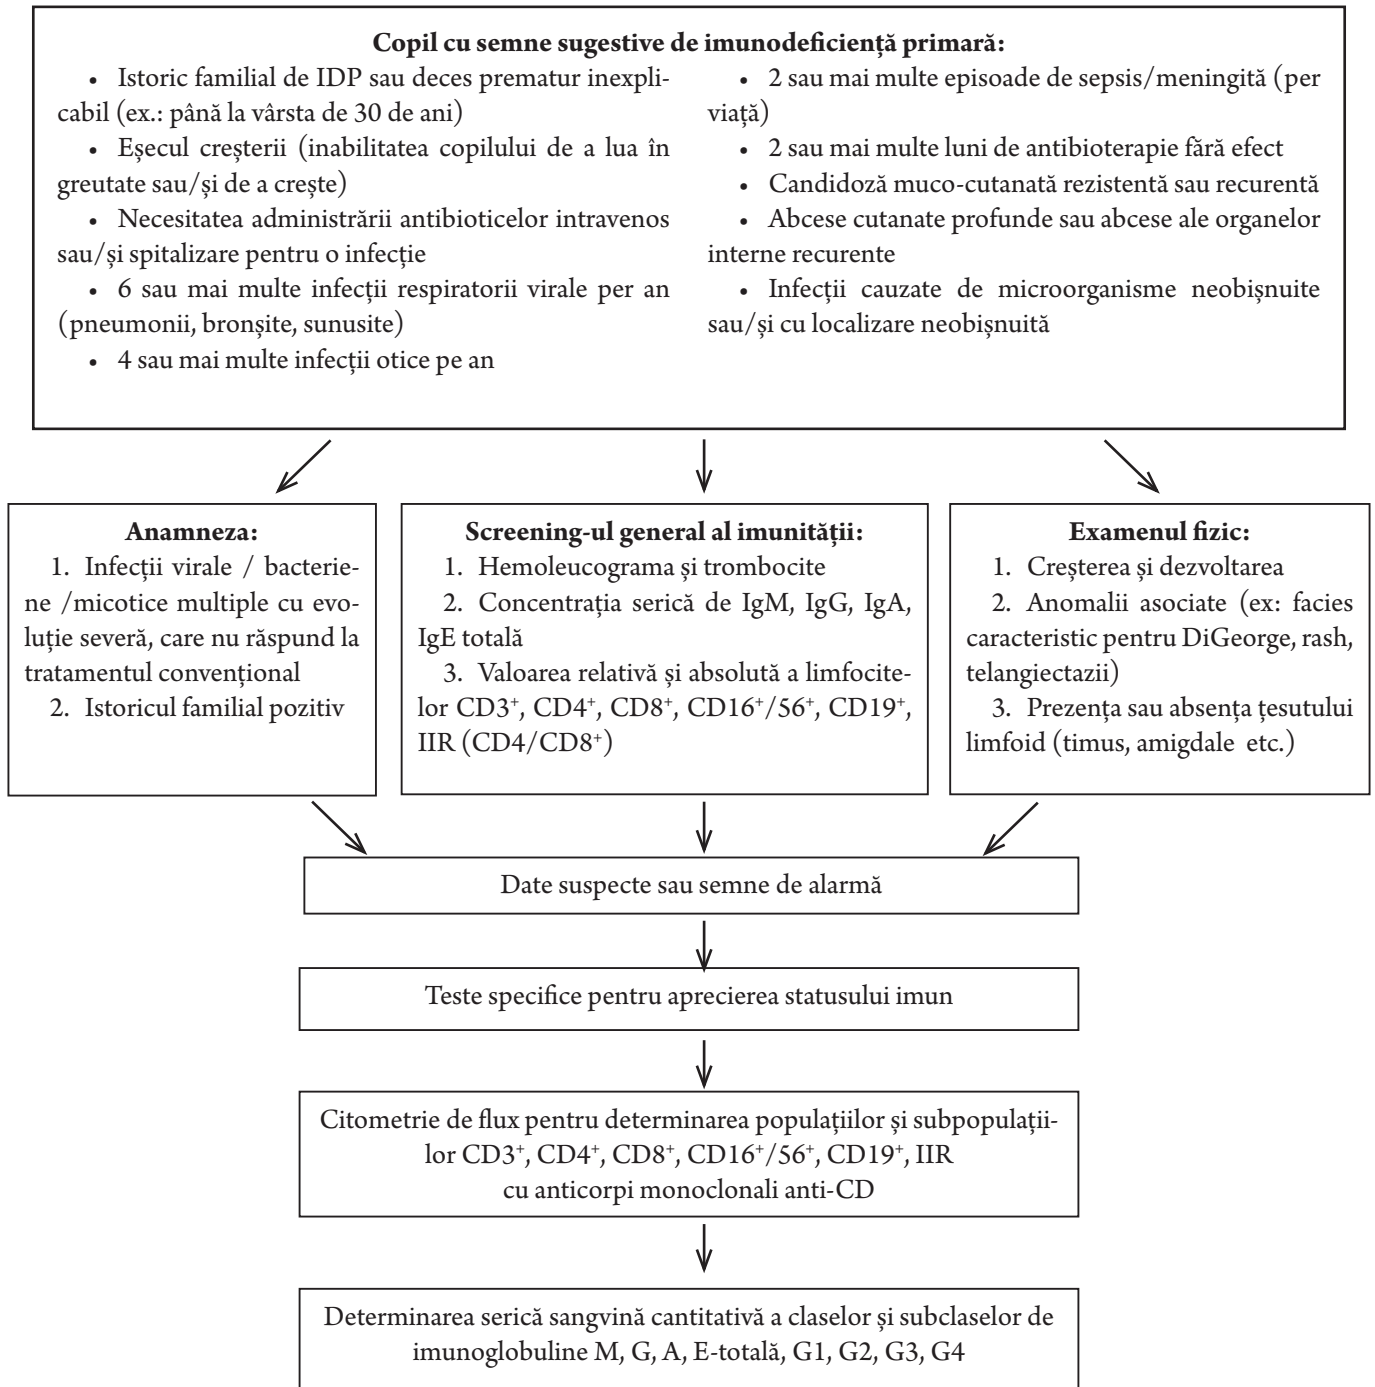 Copil cu semne sugestive de imunodeficiență primară:
• Istoric familial de IDP sau deces prematur inexpli-
cabil (ex.: până la vârsta de 30 de ani)
• Eșecul creșterii (inabilitatea copilului de a lua în
greutate sau/și de a crește)
• Necesitatea administrării antibioticelor intravenos
sau/și spitalizare pentru o infecție
• 6 sau mai multe infecții respiratorii virale per an
(pneumonii, bronșite, sunusite)
• 4 sau mai multe infecții otice pe an
• 2 sau mai multe episoade de sepsis/meningită (per
viață)
• 2 sau mai multe luni de antibioterapie fără efect
• Candidoză muco-cutanată rezistentă sau recurentă
• Abcese cutanate profunde sau abcese ale organelor
interne recurente
• Infecții cauzate de microorganisme neobișnuite
sau/și cu localizare neobișnuită
Anamneza:
1. Infecții virale / bacterie-
ne /micotice multiple cu evo-
luție severă, care nu răspund la
tratamentul convențional
2. Istoricul familial pozitiv
Screening-ul general al imunității:
1. Hemoleucograma și trombocite
2. Concentrația serică de IgM, IgG, IgA,
IgE totală
3. Valoarea relativă și absolută a limfocite-
lor CD3⁺, CD4⁺, CD8⁺, CD16⁺/56⁺, CD19⁺,
IIR (CD4/CD8⁺)
Examenul fizic:
1. Creșterea și dezvoltarea
2. Anomalii asociate (ex: facies
caracteristic pentru DiGeorge, rash,
telangiectazii)
3. Prezența sau absența țesutului
limfoid (timus, amigdale etc.)
Date suspecte sau semne de alarmă
Teste specifice pentru aprecierea statusului imun
Citometrie de flux pentru determinarea populațiilor și subpopulații-
lor CD3⁺, CD4⁺, CD8⁺, CD16⁺/56⁺, CD19⁺, IIR
cu anticorpi monoclonali anti-CD
Determinarea serică sangvină cantitativă a claselor și subclaselor de
imunoglobuline M, G, A, E-totală, G1, G2, G3, G4